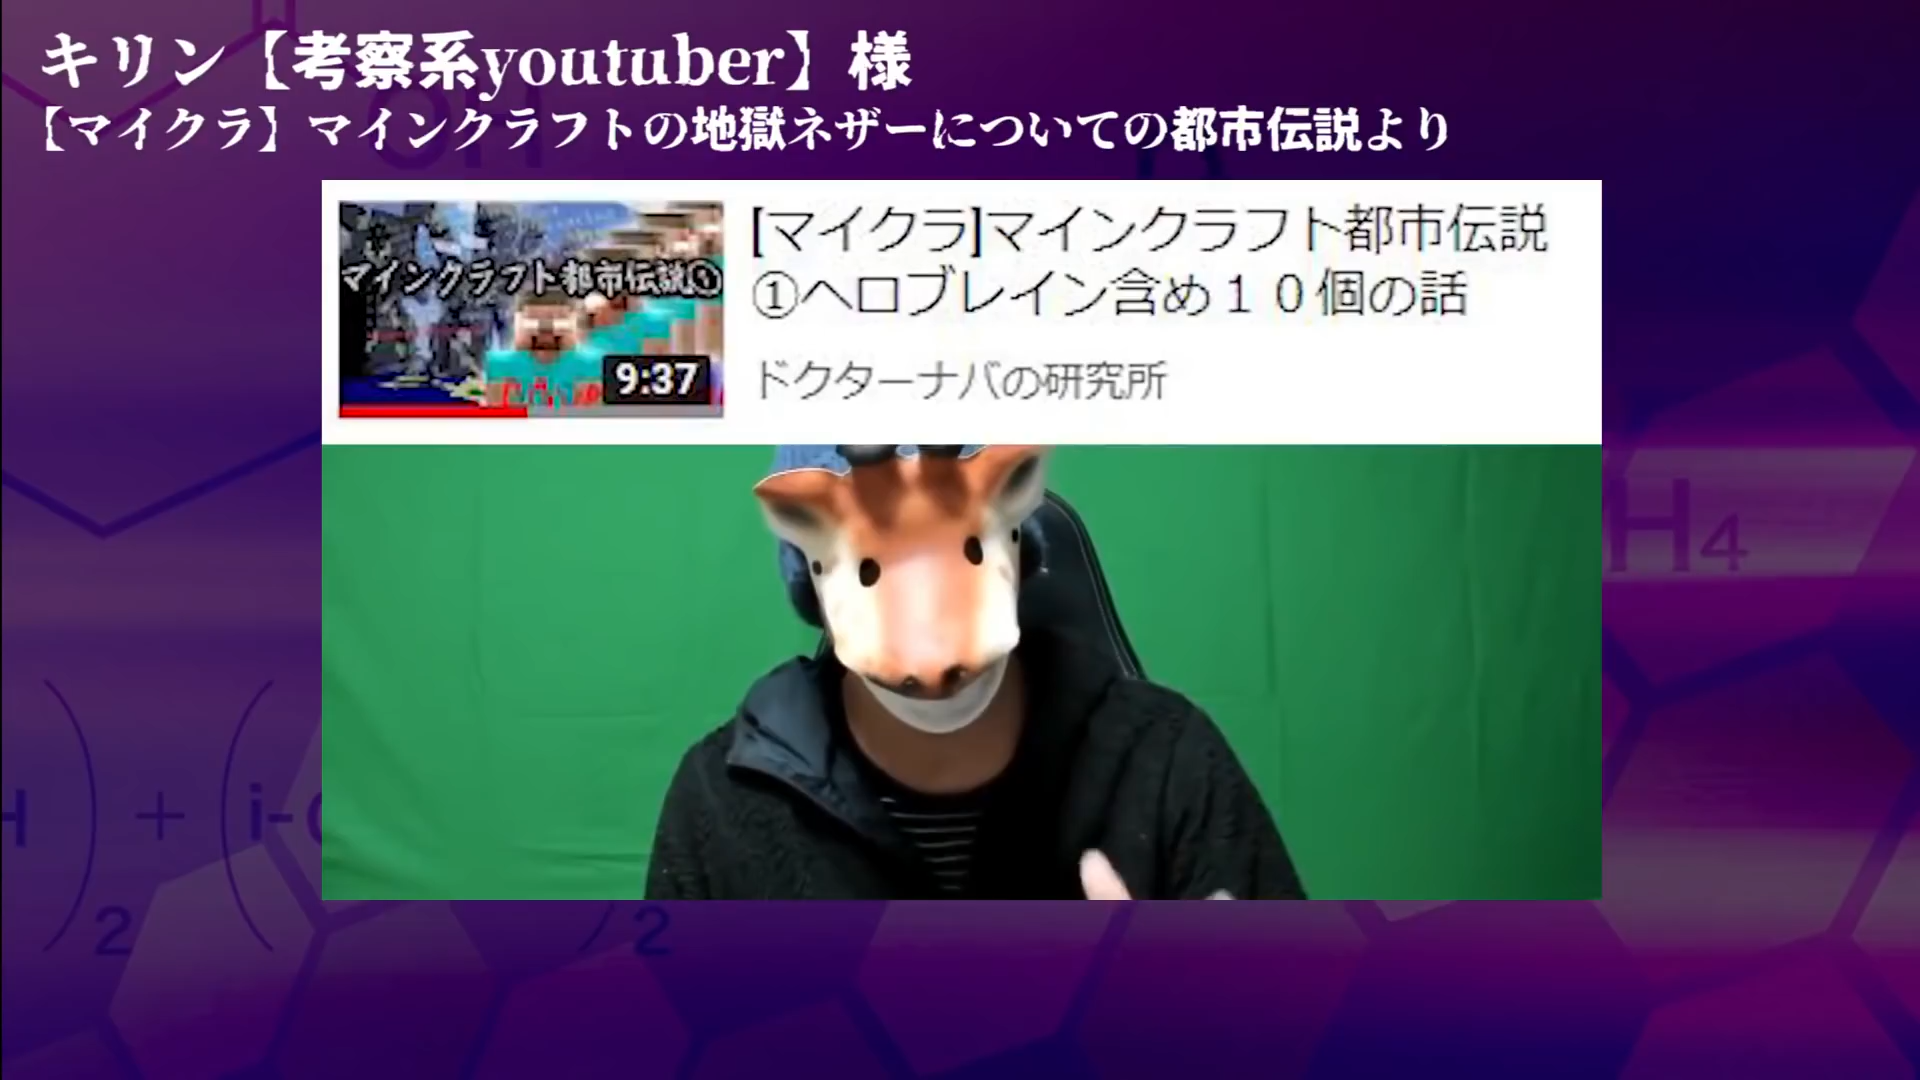 キリン【考察系youtuber】様
【マイクラ】マインクラフトの地獄ネザーについての都市伝説より
マインクラフト都市伝説①
9:37
[マイクラ]マインクラフト都市伝説
①ヘロブレイン含め１０個の話
ドクターナバの研究所
OH
H4
H)2 + (i-C
)2